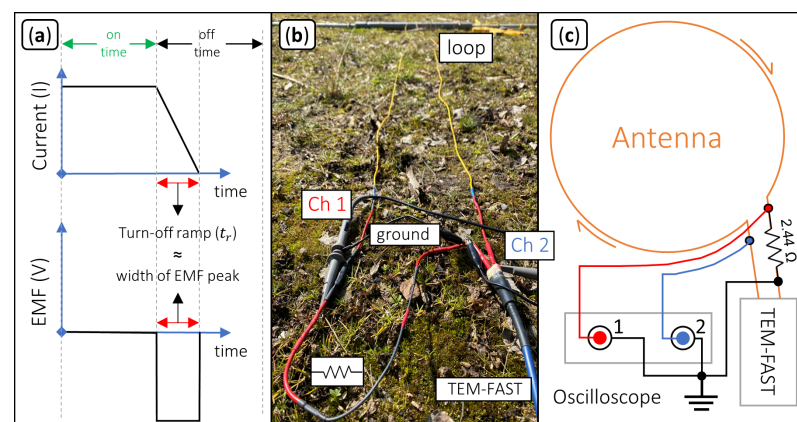 (a)
on
time
off
time
Current (I)
time
Turn-off ramp (tᵣ)
≈
width of EMF peak
EMF (V)
time
(b)
loop
Ch 1
ground
Ch 2
TEM-FAST
(c)
Antenna
2.44 Ω
1
2
TEM-FAST
Oscilloscope